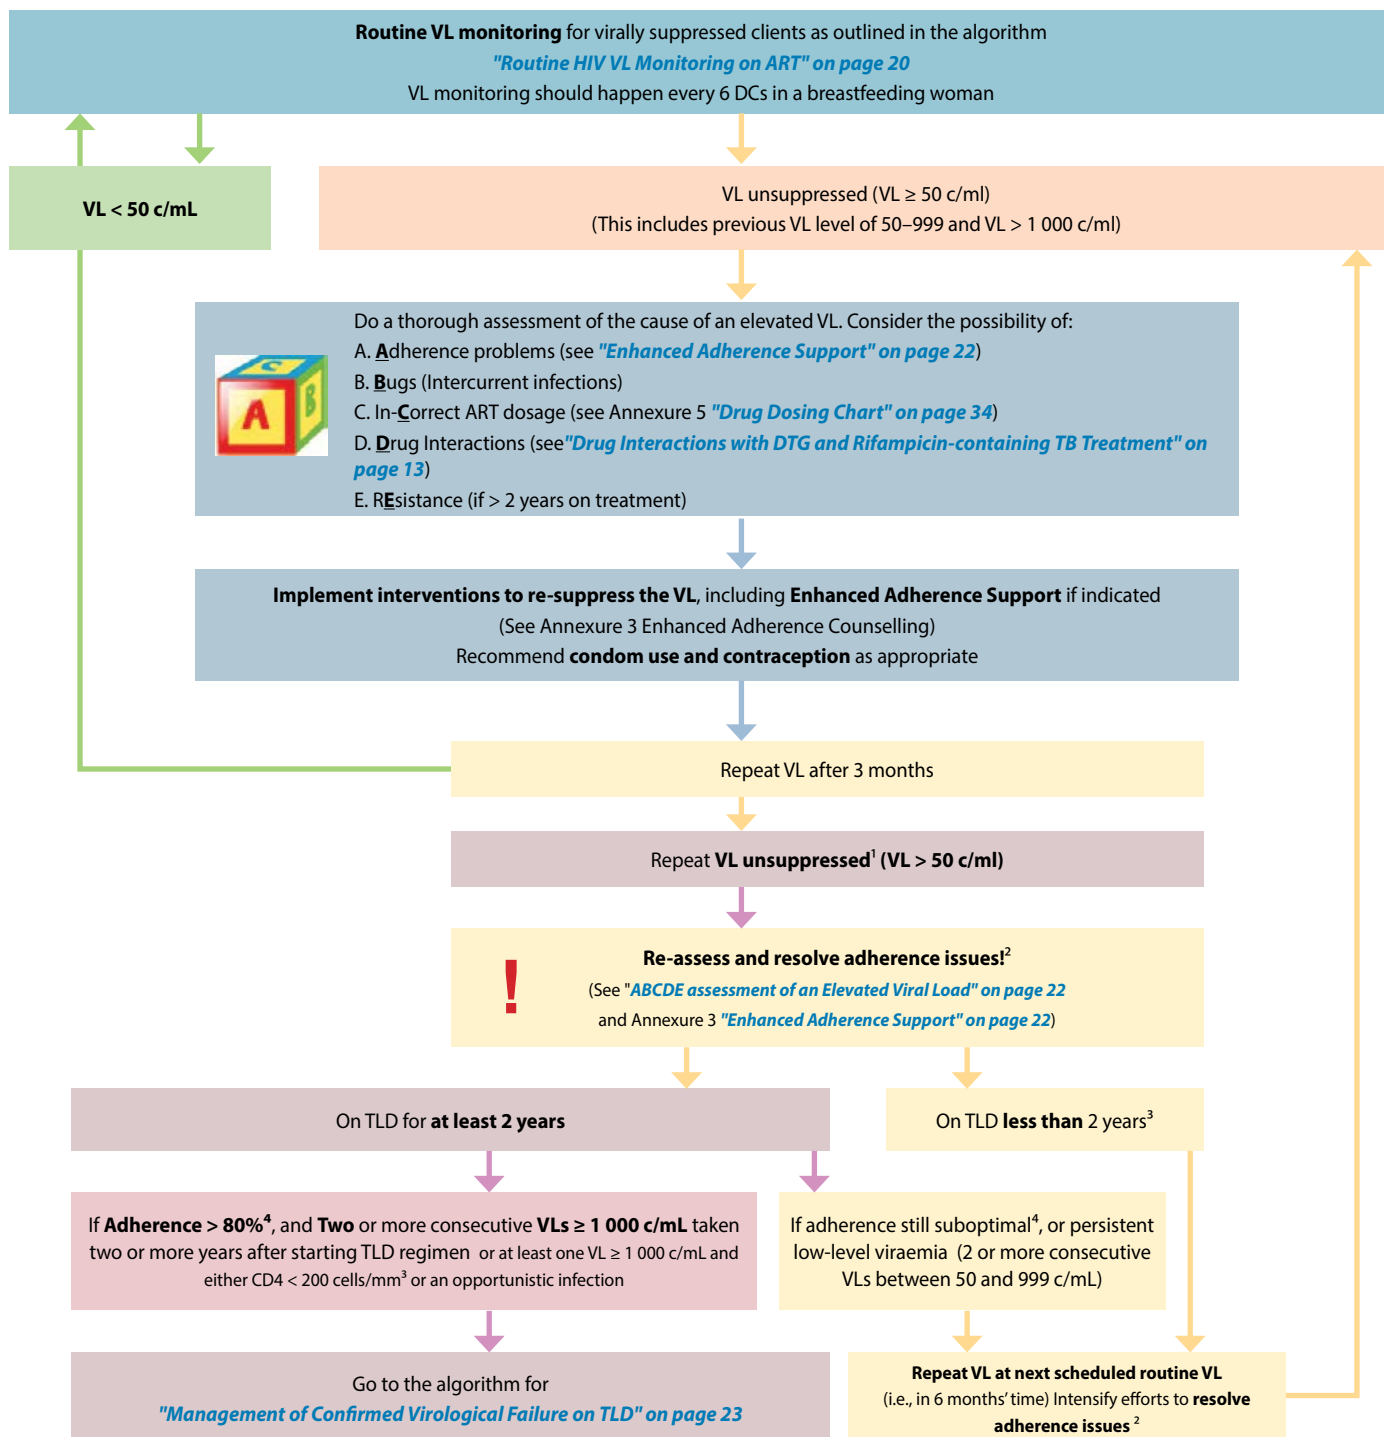 Routine VL monitoring for virally suppressed clients as outlined in the algorithm
"Routine HIV VL Monitoring on ART" on page 20
VL monitoring should happen every 6 DCs in a breastfeeding woman
VL < 50 c/mL
VL unsuppressed (VL ≥ 50 c/ml)
(This includes previous VL level of 50–999 and VL > 1 000 c/ml)
C
A
B
Do a thorough assessment of the cause of an elevated VL. Consider the possibility of:
A. Adherence problems (see "Enhanced Adherence Support" on page 22)
B. Bugs (Intercurrent infections)
C. In-Correct ART dosage (see Annexure 5 "Drug Dosing Chart" on page 34)
D. Drug Interactions (see"Drug Interactions with DTG and Rifampicin-containing TB Treatment" on
page 13)
E. REsistance (if > 2 years on treatment)
Implement interventions to re-suppress the VL, including Enhanced Adherence Support if indicated
(See Annexure 3 Enhanced Adherence Counselling)
Recommend condom use and contraception as appropriate
Repeat VL after 3 months
Repeat VL unsuppressed¹ (VL > 50 c/ml)
!
Re-assess and resolve adherence issues!²
(See "ABCDE assessment of an Elevated Viral Load" on page 22
and Annexure 3 "Enhanced Adherence Support" on page 22)
On TLD for at least 2 years
On TLD less than 2 years³
If Adherence > 80%⁴, and Two or more consecutive VLs ≥ 1 000 c/mL taken
two or more years after starting TLD regimen or at least one VL ≥ 1 000 c/mL and
either CD4 < 200 cells/mm³ or an opportunistic infection
If adherence still suboptimal⁴, or persistent
low-level viraemia (2 or more consecutive
VLs between 50 and 999 c/mL)
Go to the algorithm for
"Management of Confirmed Virological Failure on TLD" on page 23
Repeat VL at next scheduled routine VL
(i.e., in 6 months' time) Intensify efforts to resolve
adherence issues ²